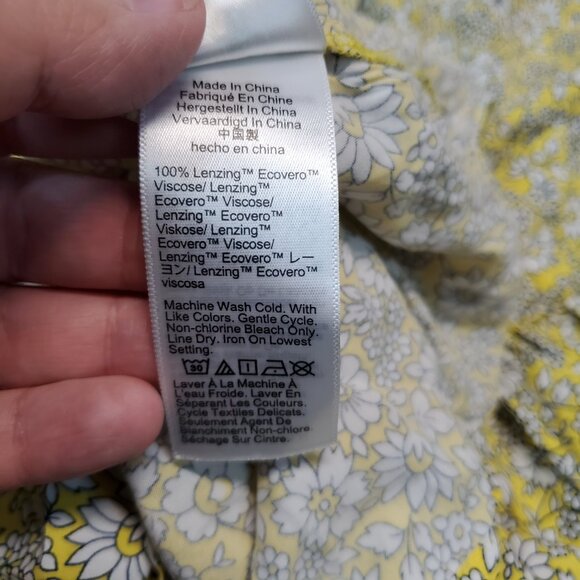 Made In China
Fabriqué En Chine
Hergestellt In China
Vervaardigd In China
中国製
hecho en china
100% Lenzing™ Ecovero™
Viscose/ Lenzing™
Ecovero™ Viscose/
Lenzing™ Ecovero™
Viskose/ Lenzing™
Ecovero™ Viscose/
Lenzing™ Ecovero™ レー
ヨン/ Lenzing™ Ecovero™
viscosa
Machine Wash Cold. With
Like Colors. Gentle Cycle.
Non-chlorine Bleach Only.
Line Dry. Iron On Lowest
Setting.
30
Laver À La Machine À
L'eau Froide. Laver En
Séparant Les Couleurs.
Cycle Textiles Delicats.
Seulement Agent De
Blanchiment Non-chlore.
Séchage Sur Cintre.